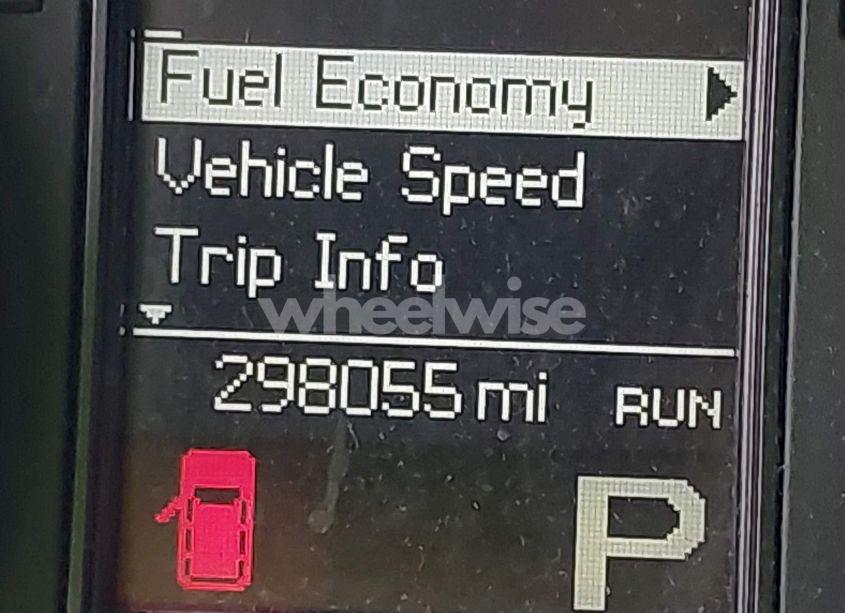 Fuel Economy
Vehicle Speed
Trip Info
wheelwise
298055 mi RUN
P